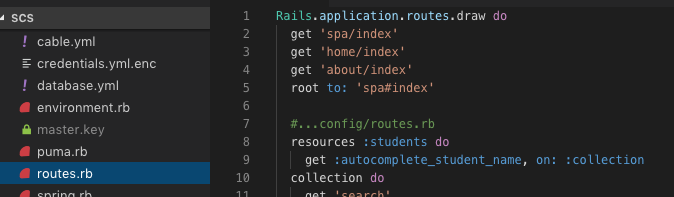 SCS
cable.yml
credentials.yml.enc
database.yml
environment.rb
master.key
puma.rb
routes.rb
spring.rb
1 Rails.application.routes.draw do
2 get 'spa/index'
3 get 'home/index'
4 get 'about/index'
5 root to: 'spa#index'
6
7 #...config/routes.rb
8 resources :students do
9 get :autocomplete_student_name, on: :collection
10 collection do
11 get 'search'